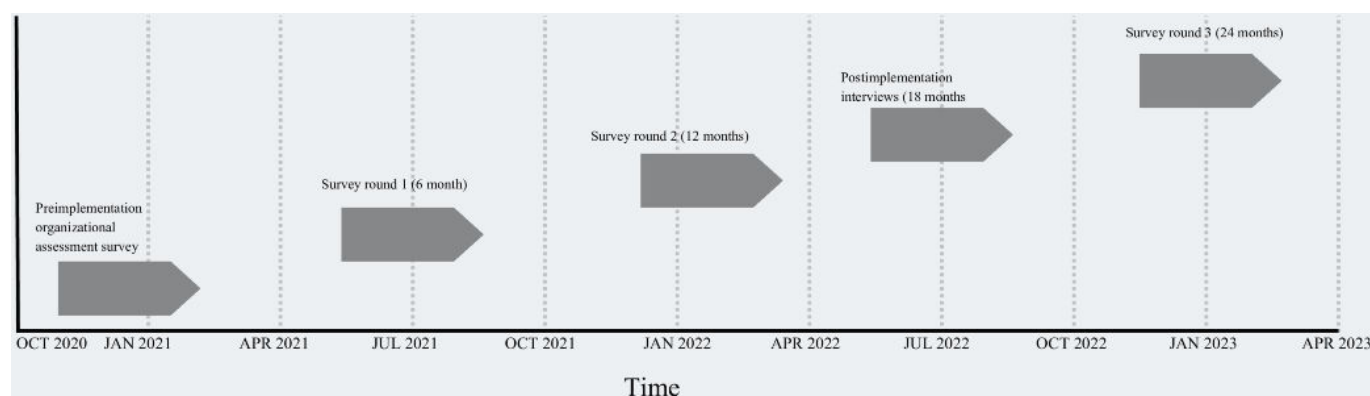 Survey round 3 (24 months)
Postimplementation
interviews (18 months
Survey round 2 (12 months)
Survey round 1 (6 month)
Preimplementation
organizational
assessment survey
OCT 2020 JAN 2021 APR 2021 JUL 2021 OCT 2021 JAN 2022 APR 2022 JUL 2022 OCT 2022 JAN 2023 APR 2023
Time